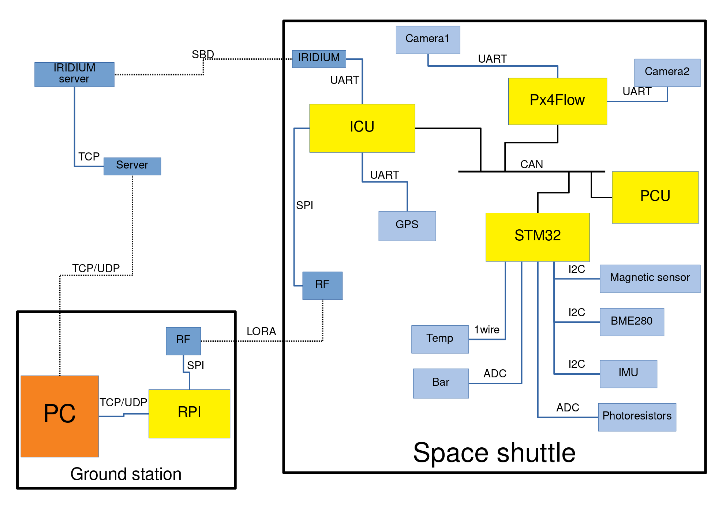 Camera1
SBD
IRIDIUM
UART
IRIDIUM
server
Camera2
UART
UART
Px4Flow
ICU
TCP
Server
CAN
UART
PCU
SPI
GPS
STM32
TCP/UDP
I2C
Magnetic sensor
RF
I2C
BME280
LORA
1wire
RF
Temp
SPI
I2C
IMU
ADC
Bar
TCP/UDP
ADC
Photoresistors
PC
RPI
Space shuttle
Ground station